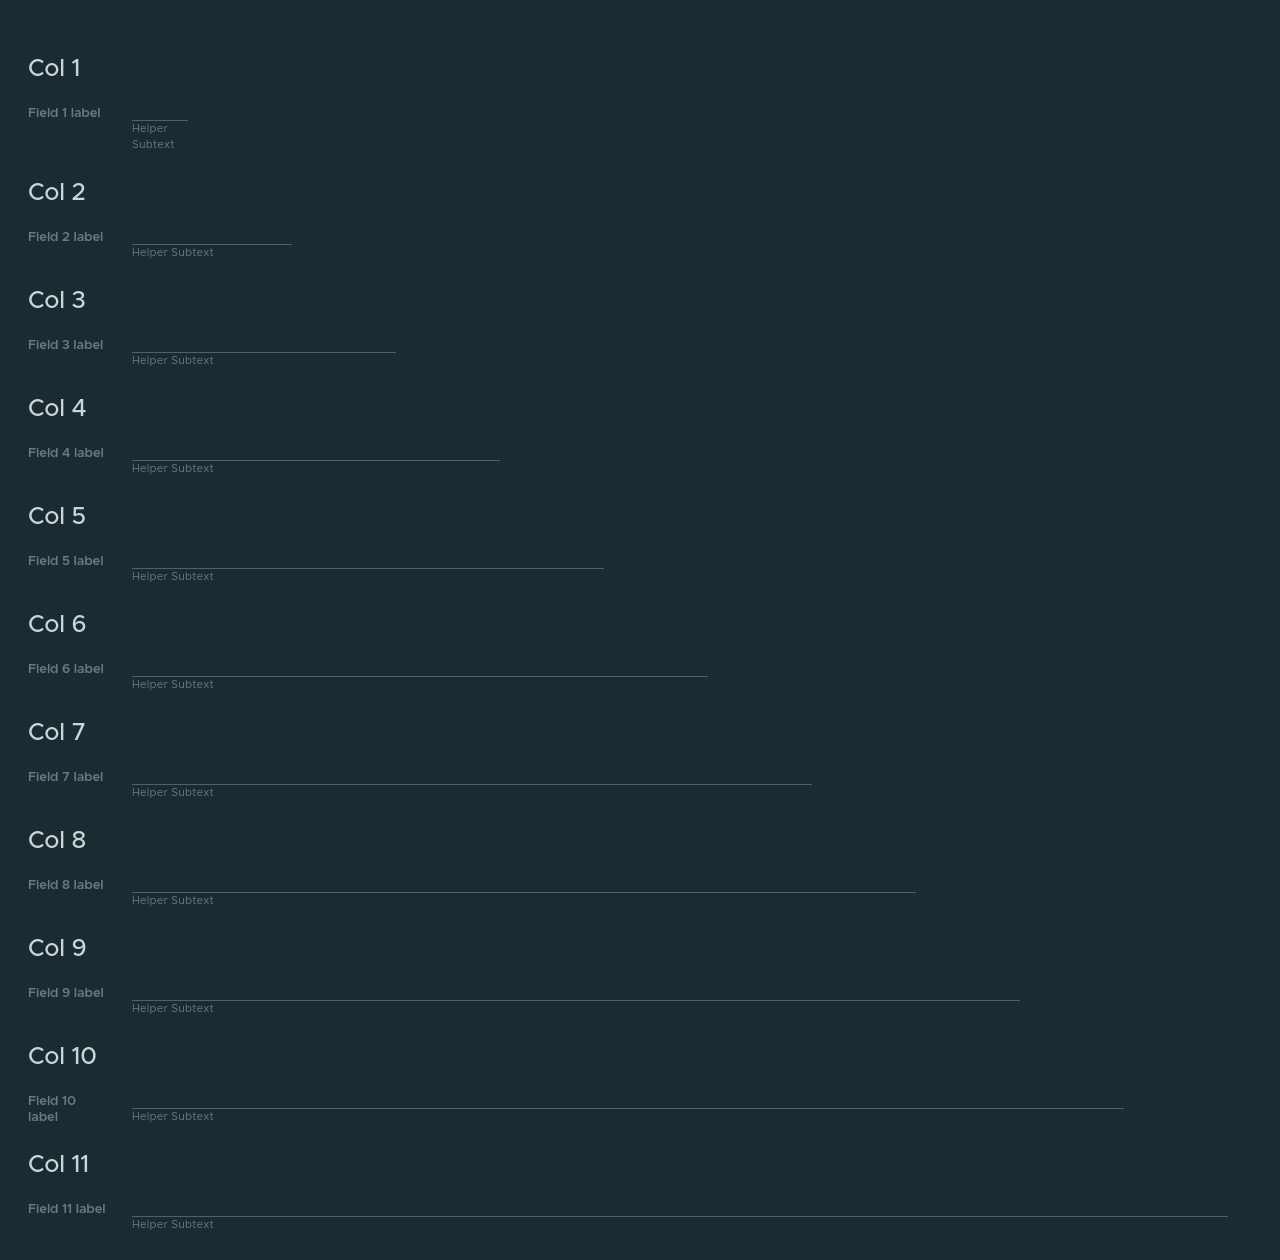 Col 1
Field 1 label
Helper
Subtext
Col 2
Field 2 label
Helper Subtext
Col 3
Field 3 label
Helper Subtext
Col 4
Field 4 label
Helper Subtext
Col 5
Field 5 label
Helper Subtext
Col 6
Field 6 label
Helper Subtext
Col 7
Field 7 label
Helper Subtext
Col 8
Field 8 label
Helper Subtext
Col 9
Field 9 label
Helper Subtext
Col 10
Field 10
label
Helper Subtext
Col 11
Field 11 label
Helper Subtext